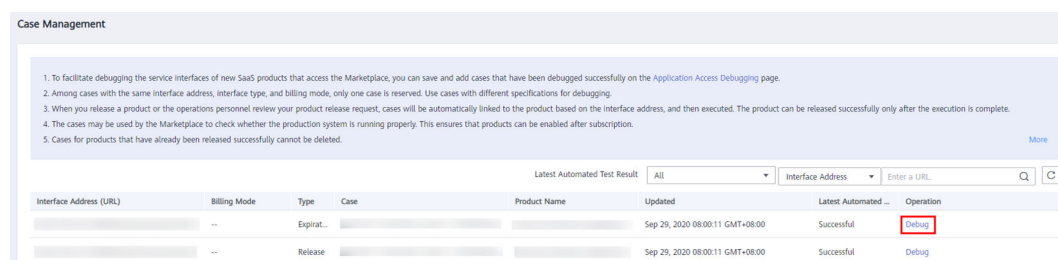 Case Management
1. To facilitate debugging the service interfaces of new SaaS products that access the Marketplace, you can save and add cases that have been debugged successfully on the Application Access Debugging page.
2. Among cases with the same interface address, interface type, and billing mode, only one case is reserved. Use cases with different specifications for debugging.
3. When you release a product or the operations personnel review your product release request, cases will be automatically linked to the product based on the interface address, and then executed. The product can be released successfully only after the execution is complete.
4. The cases may be used by the Marketplace to check whether the production system is running properly. This ensures that products can be enabled after subscription.
5. Cases for products that have already been released successfully cannot be deleted. More
Latest Automated Test Result All Interface Address Enter a URL.
Interface Address (URL) Billing Mode Type Case Product Name Updated Latest Automated ... Operation
-- Expirat... Sep 29, 2020 08:00:11 GMT+08:00 Successful Debug
-- Release Sep 29, 2020 08:00:11 GMT+08:00 Successful Debug